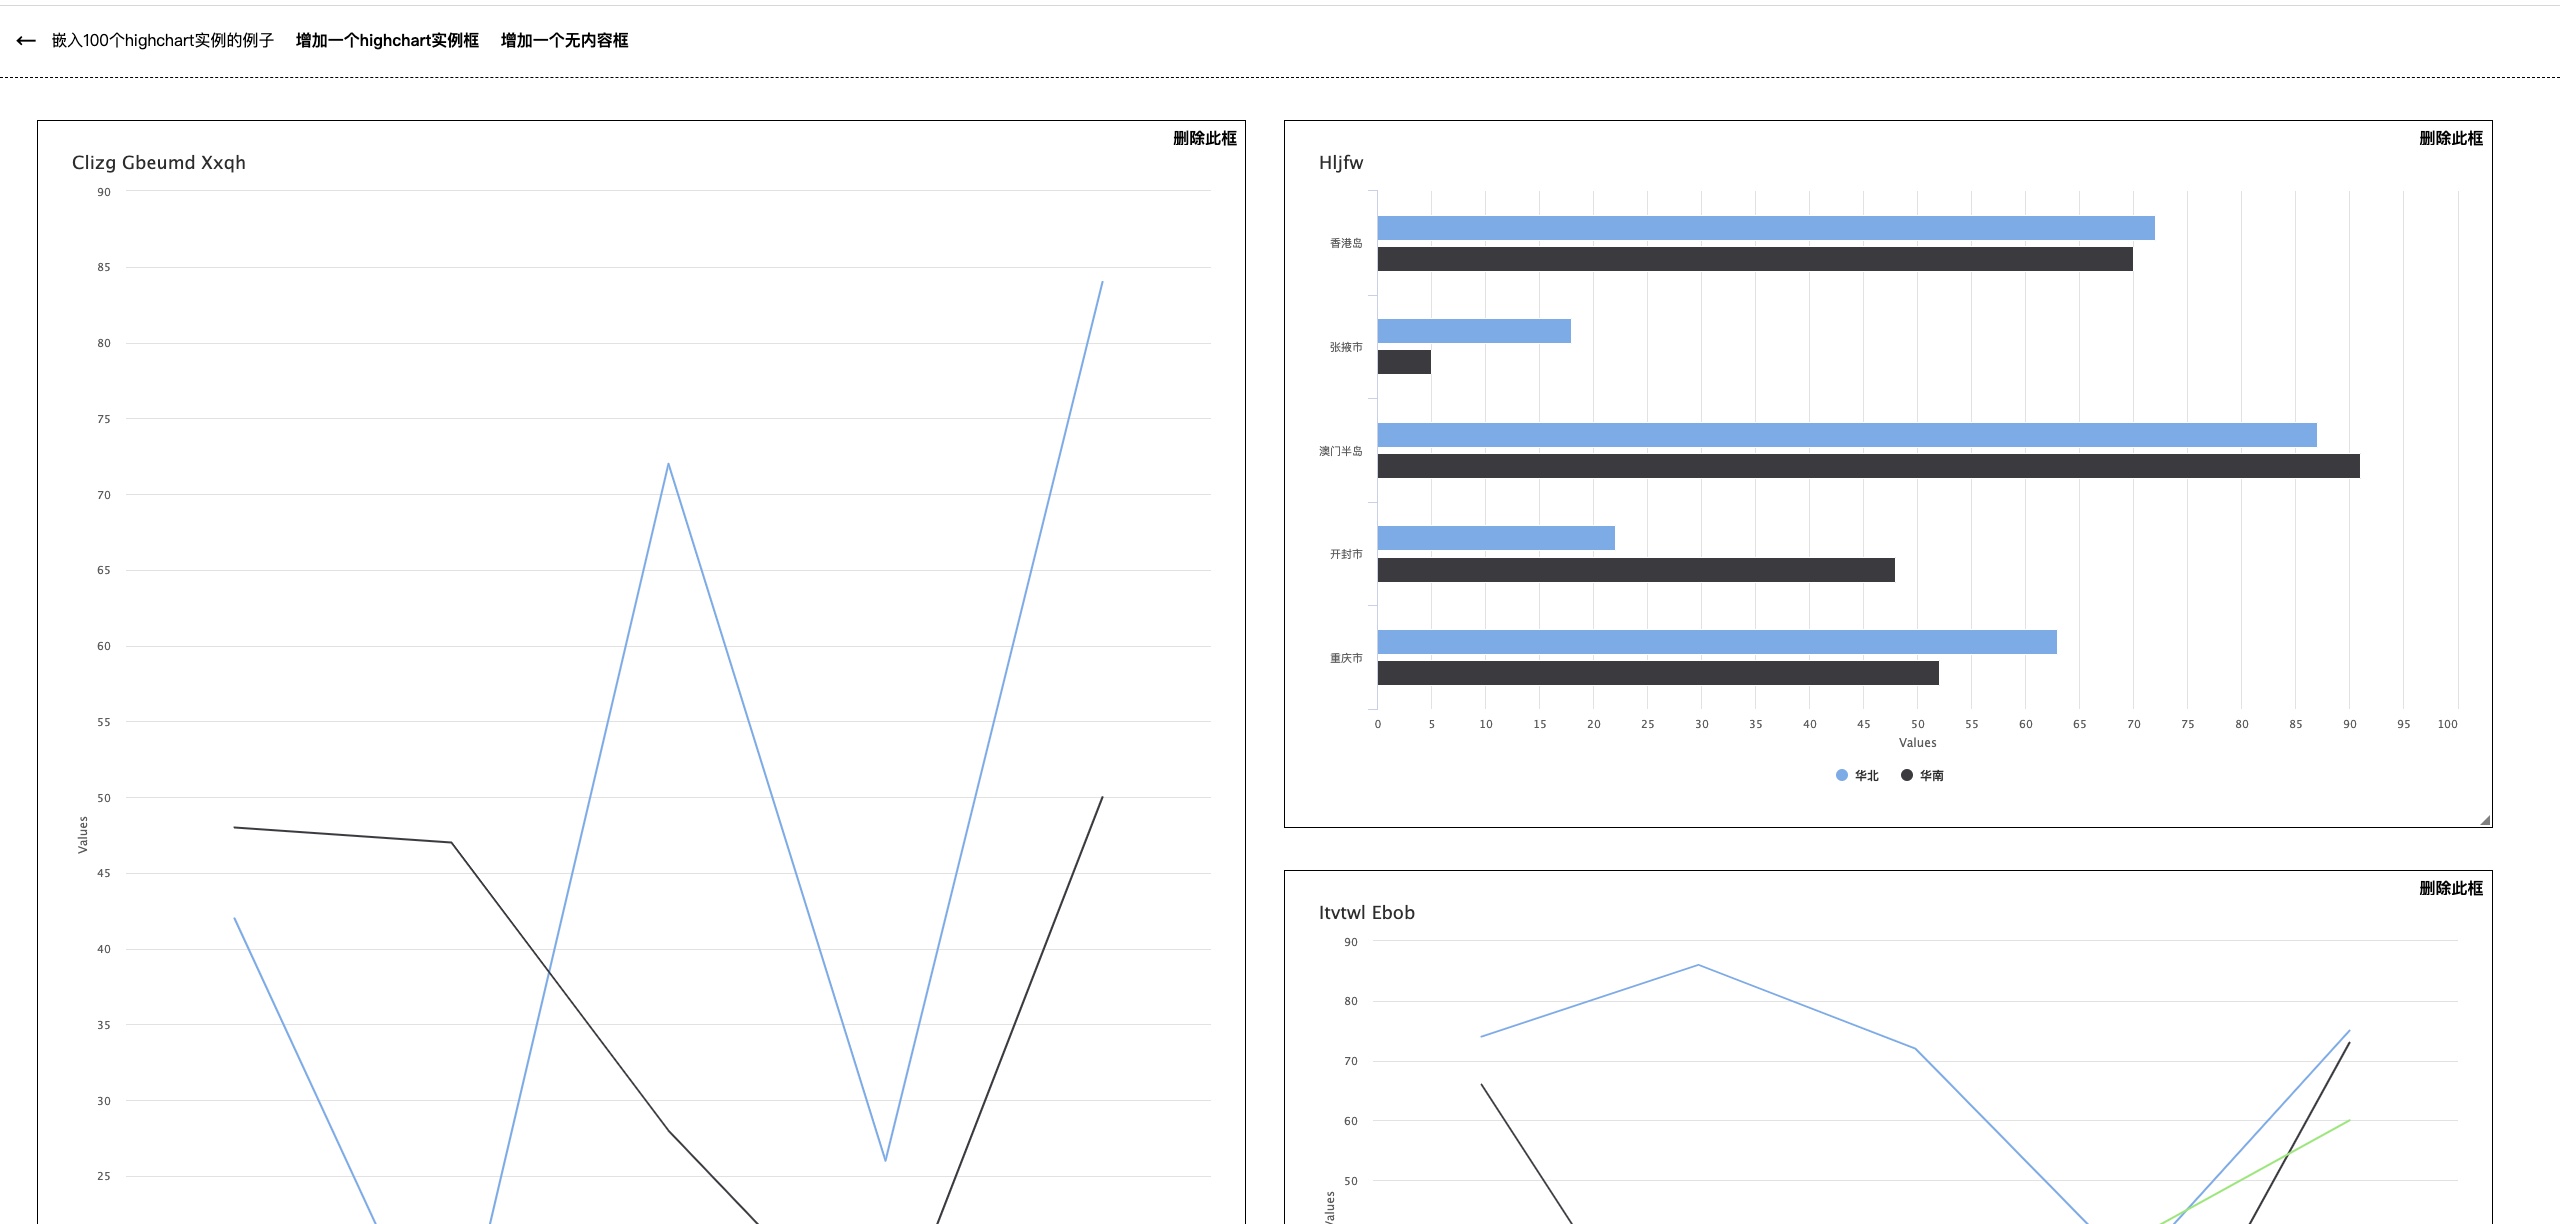 ← 嵌入100个highchart实例的例子 增加一个highchart实例框 增加一个无内容框
删除此框
Clizg Gbeumd Xxqh
90
85
80
75
70
65
60
55
50
45
40
35
30
25
Values
删除此框
Hljfw
香港岛
张掖市
澳门半岛
开封市
重庆市
0 5 10 15 20 25 30 35 40 45 50 55 60 65 70 75 80 85 90 95 100
Values
华北 华南
删除此框
Itvtwl Ebob
90
80
70
60
50
Values